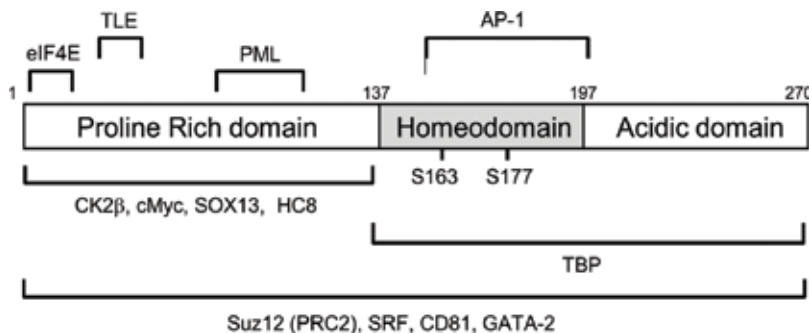 TLE
AP-1
eIF4E
PML
1 137 197 270
Proline Rich domain Homeodomain Acidic domain
S163 S177
CK2β, cMyc, SOX13, HC8
TBP
Suz12 (PRC2), SRF, CD81, GATA-2